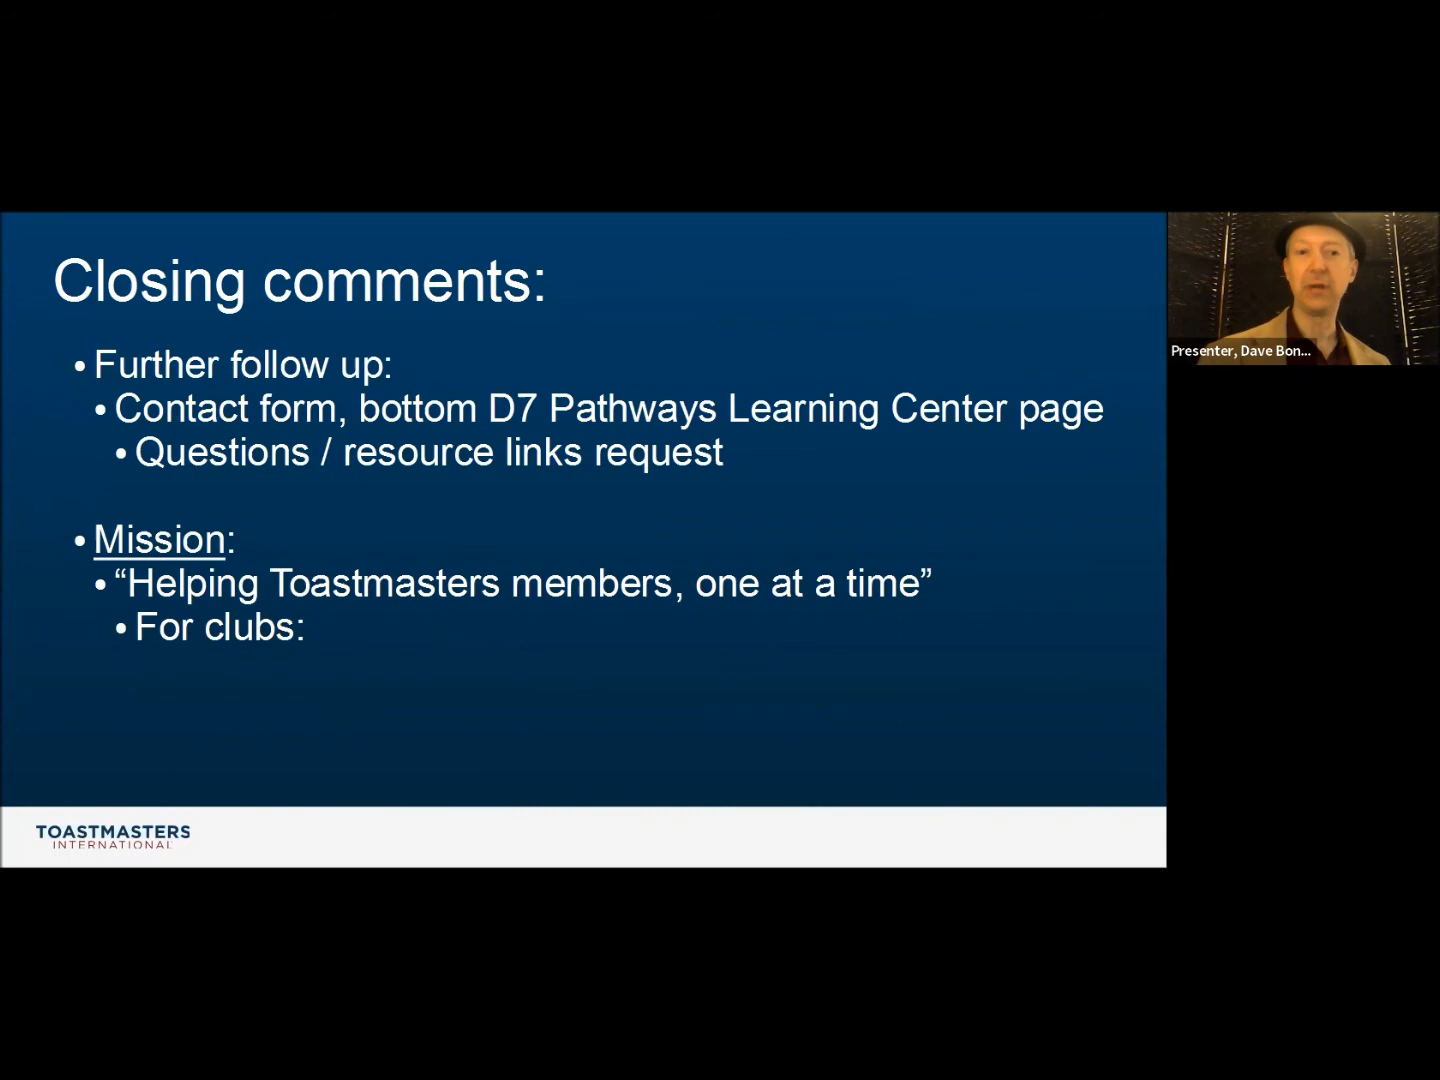 Closing comments:
• Further follow up:
• Contact form, bottom D7 Pathways Learning Center page
• Questions / resource links request
• Mission:
• “Helping Toastmasters members, one at a time”
• For clubs:
TOASTMASTERS
INTERNATIONAL
Presenter, Dave Bon...